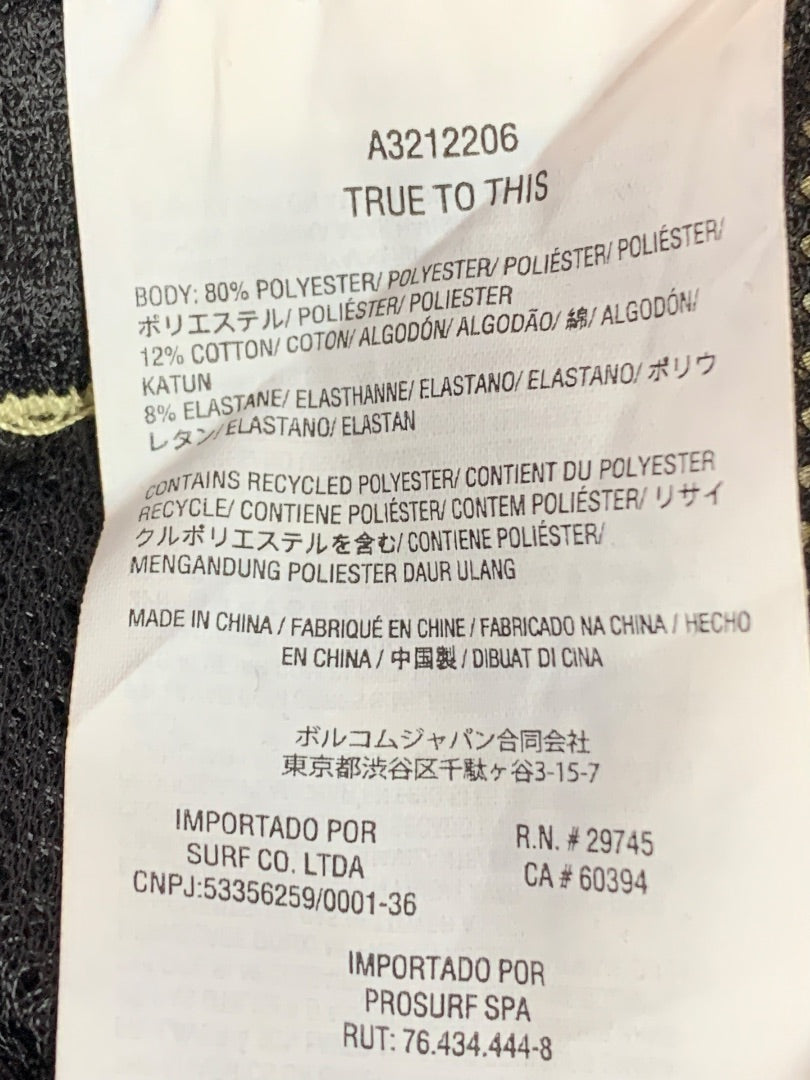 A3212206
TRUE TO THIS
BODY: 80% POLYESTER/ POLYESTER/ POLIÉSTER/ POLIÉSTER/
ポリエステル/ POLIÉSTER/ POLIESTER
12% COTTON/ COTON/ ALGODÓN/ ALGODÃO/ 綿/ ALGODÓN/
KATUN
8% ELASTANE/ ELASTHANNE/ ELASTANO/ ELASTANO/ ポリウ
レタン/ ELASTANO/ ELASTAN
CONTAINS RECYCLED POLYESTER/ CONTIENT DU POLYESTER
RECYCLE/ CONTIENE POLIÉSTER/ CONTEM POLIÉSTER/ リサイ
クルポリエステルを含む/ CONTIENE POLIÉSTER/
MENGANDUNG POLIESTER DAUR ULANG
MADE IN CHINA / FABRIQUÉ EN CHINE / FABRICADO NA CHINA / HECHO
EN CHINA / 中国製 / DIBUAT DI CINA
ボルコムジャパン合同会社
東京都渋谷区千駄ヶ谷3-15-7
IMPORTADO POR
SURF CO. LTDA
CNPJ:53356259/0001-36
R.N. # 29745
CA # 60394
IMPORTADO POR
PROSURF SPA
RUT: 76.434.444-8